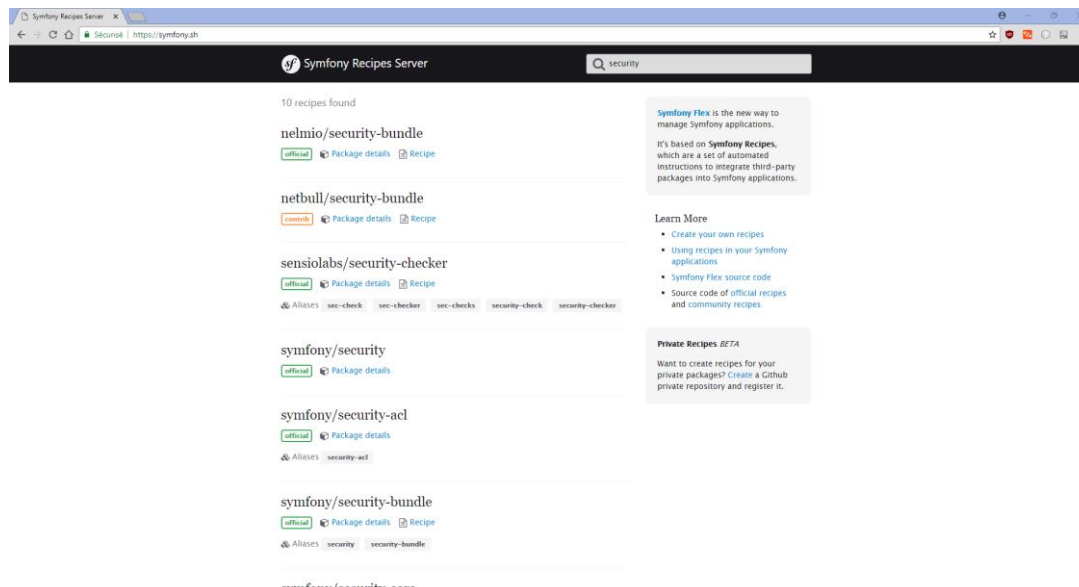 Symfony Recipes Server
Sécurisé | https://symfony.sh
sf Symfony Recipes Server
security
10 recipes found
nelmio/security-bundle
official Package details Recipe
netbull/security-bundle
contrib Package details Recipe
sensiolabs/security-checker
official Package details Recipe
Aliases sec-check sec-checker sec-checks security-check security-checker
symfony/security
official Package details
symfony/security-acl
official Package details
Aliases security-acl
symfony/security-bundle
official Package details Recipe
Aliases security security-bundle
Symfony Flex is the new way to
manage Symfony applications.
It's based on Symfony Recipes,
which are a set of automated
instructions to integrate third-party
packages into Symfony applications.
Learn More
• Create your own recipes
• Using recipes in your Symfony
applications
• Symfony Flex source code
• Source code of official recipes
and community recipes
Private Recipes BETA
Want to create recipes for your
private packages? Create a Github
private repository and register it.